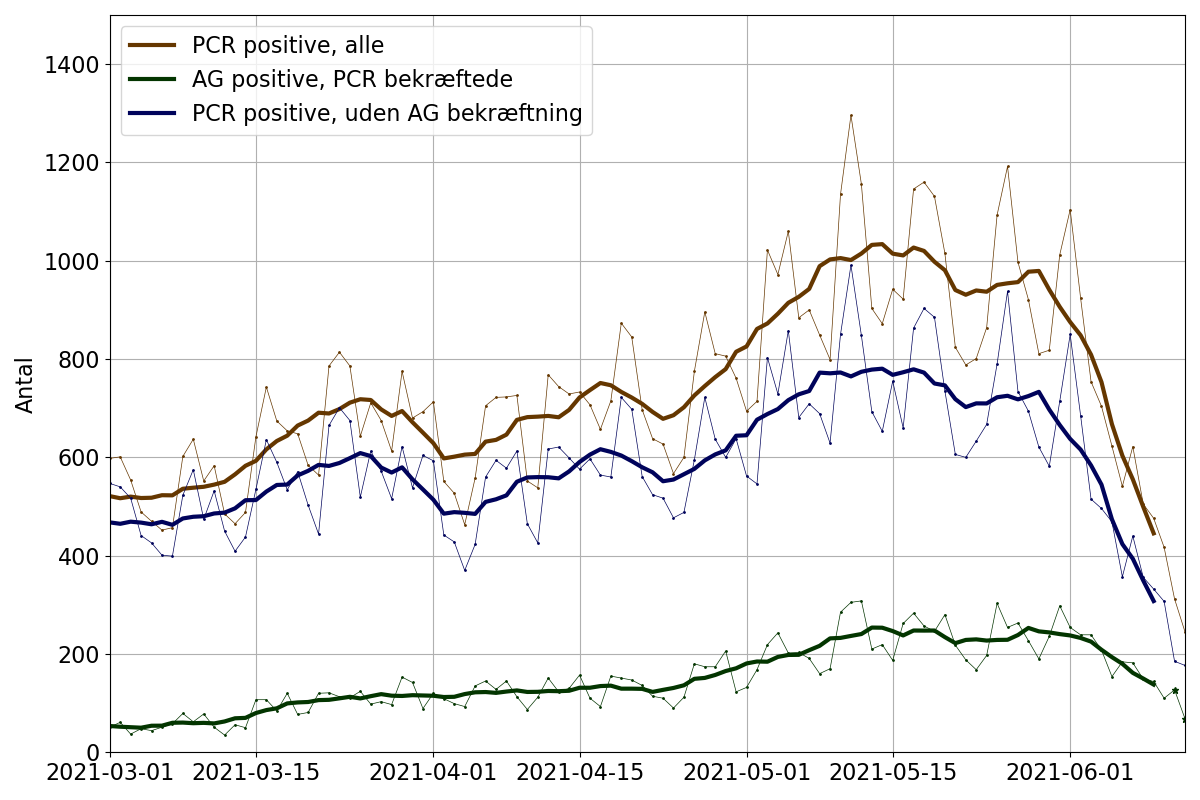 PCR positive, alle
AG positive, PCR bekræftede
PCR positive, uden AG bekræftning
Antal
1400
1200
1000
800
600
400
200
0
2021-03-01 2021-03-15 2021-04-01 2021-04-15 2021-05-01 2021-05-15 2021-06-01